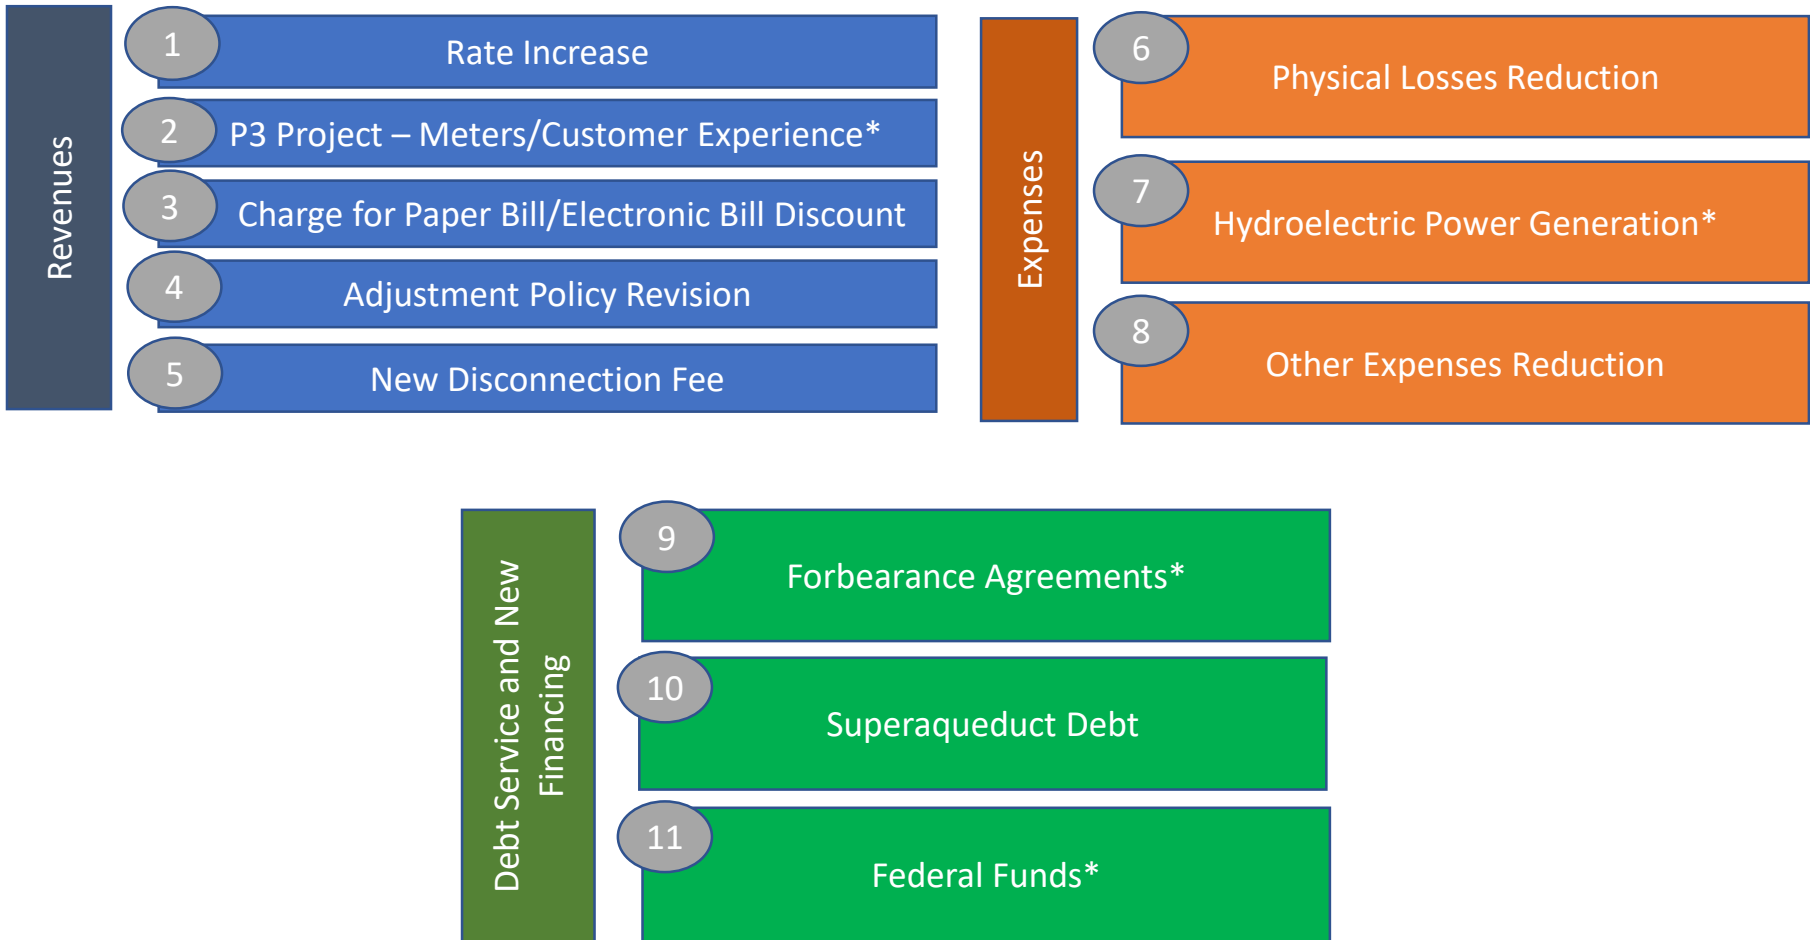 Revenues
1
Rate Increase
2
P3 Project – Meters/Customer Experience*
3
Charge for Paper Bill/Electronic Bill Discount
4
Adjustment Policy Revision
5
New Disconnection Fee
Expenses
6
Physical Losses Reduction
7
Hydroelectric Power Generation*
8
Other Expenses Reduction
Debt Service and New
Financing
9
Forbearance Agreements*
10
Superaqueduct Debt
11
Federal Funds*